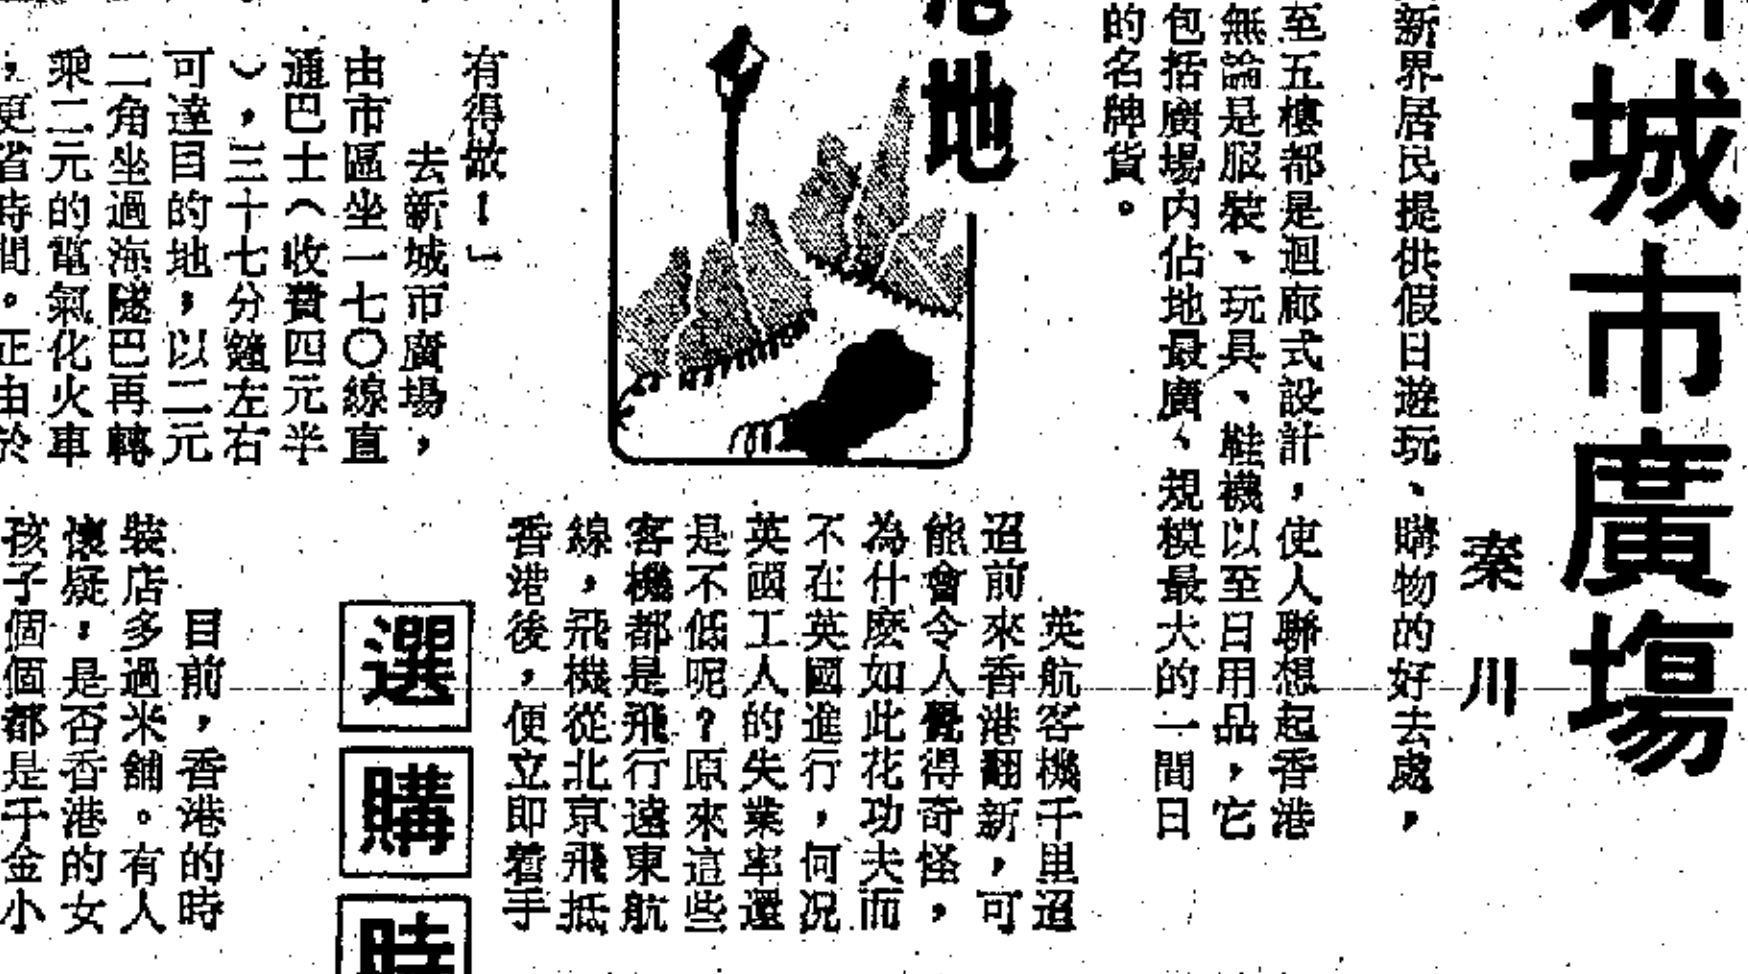 新城市廣場
秦川
新界居民提供假日遊玩、購物的好去處，
至五樓都是迴廊式設計，使人聯想起香港
無論是服裝、玩具、鞋襪以至日用品，它
包括廣場內佔地最廣、規模最大的一間日
的名牌貨。
港地
有得做！」
去新城市廣場，
由市區坐一七〇線直
通巴士（收費四元半
），三十七分鐘左右
可達目的地；以二元
二角坐過海隧巴再轉
乘二元的電氣化火車
；更省時間。正由於
英航客機千里迢
迢前來香港翻新，可
能會令人覺得奇怪，
為什麼如此花功夫而
不在英國進行，何況
英國工人的失業率還
是不低呢？原來這些
客機都是飛行遠東航
線，飛機從北京飛抵
香港後，便立即着手
選購時
目前，香港的時
裝店多過米舖。有人
懷疑，是否香港的女
孩子個個都是千金小